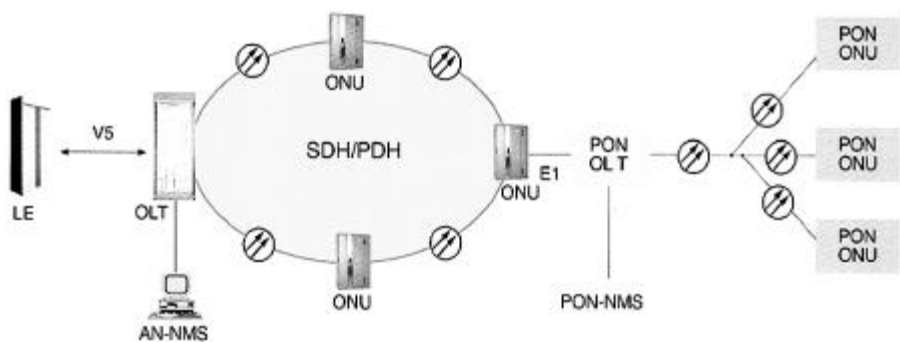 PON
ONU
ONU
V5
SDH/PDH
PON
OLT
PON
ONU
E1
LE
OLT
ONU
PON
ONU
ONU
PON-NMS
AN-NMS